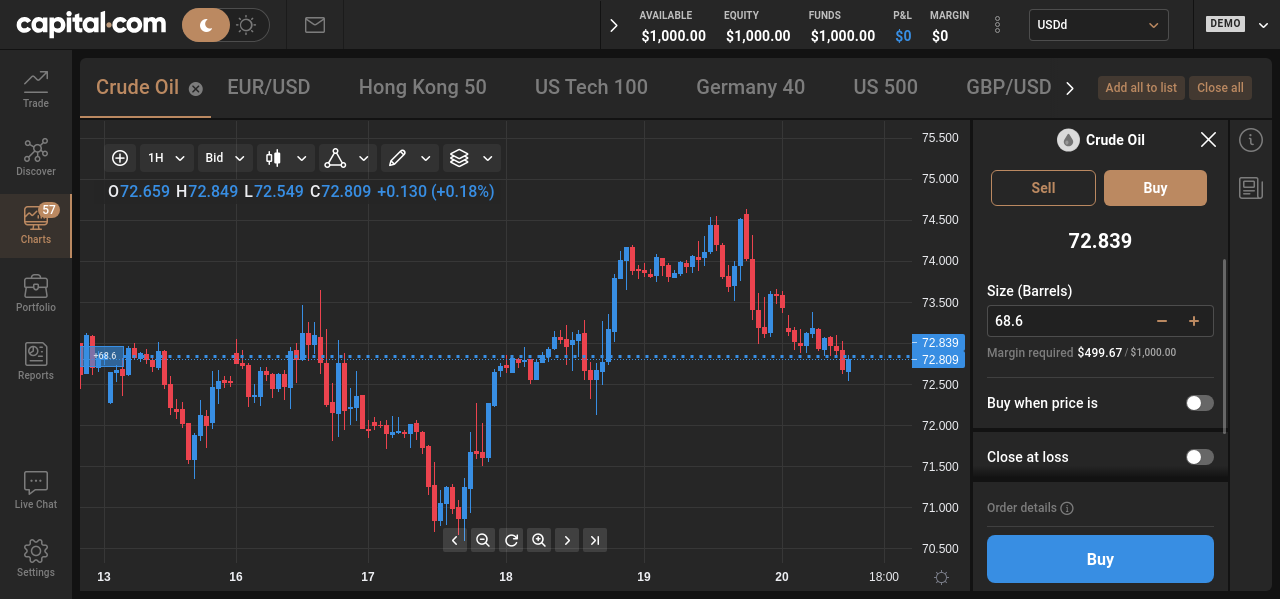 capital.com
AVAILABLE EQUITY FUNDS P&L MARGIN
$1,000.00 $1,000.00 $1,000.00 $0 $0
USDd
DEMO
Trade
Discover
57
Charts
Portfolio
Reports
Live Chat
Settings
Crude Oil EUR/USD Hong Kong 50 US Tech 100 Germany 40 US 500 GBP/USD
Add all to list Close all
1H Bid
O72.659 H72.849 L72.549 C72.809 +0.130 (+0.18%)
+68.6
75.500
75.000
74.500
74.000
73.500
72.839
72.809
72.500
72.000
71.500
71.000
70.500
13 16 17 18 19 20 18:00
Crude Oil
Sell Buy
72.839
Size (Barrels)
68.6 − +
Margin required $499.67 / $1,000.00
Buy when price is
Close at loss
Order details
Buy